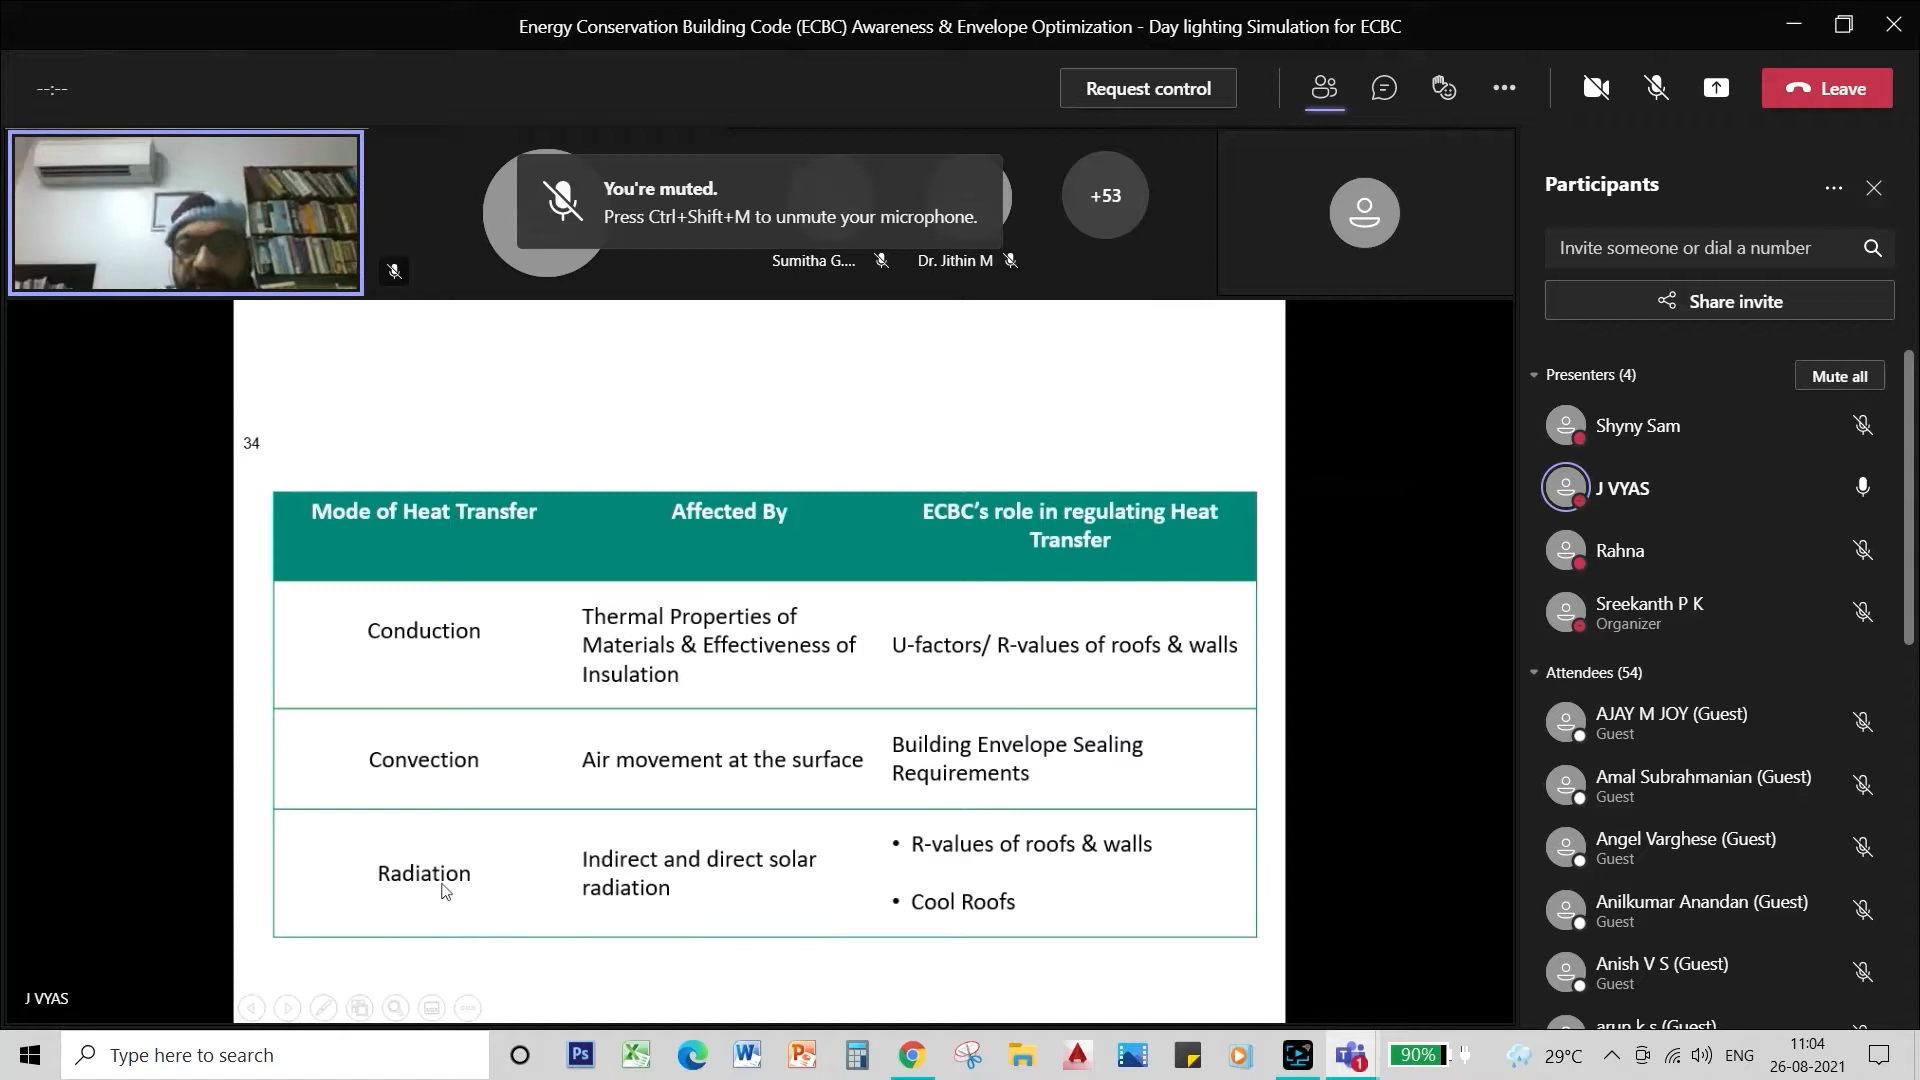 Energy Conservation Building Code (ECBC) Awareness & Envelope Optimization - Day lighting Simulation for ECBC
--:--
Request control
Leave
You're muted.
Press Ctrl+Shift+M to unmute your microphone.
Sumitha G....
Dr. Jithin M
+53
Participants
Invite someone or dial a number
Share invite
Presenters (4)
Mute all
Shyny Sam
J VYAS
Rahna
Sreekanth P K
Organizer
Attendees (54)
AJAY M JOY (Guest)
Guest
Amal Subrahmanian (Guest)
Guest
Angel Varghese (Guest)
Guest
Anilkumar Anandan (Guest)
Guest
Anish V S (Guest)
Guest
arun k s (Guest)
34
Mode of Heat Transfer
Affected By
ECBC's role in regulating Heat
Transfer
Conduction
Thermal Properties of
Materials & Effectiveness of
Insulation
U-factors/ R-values of roofs & walls
Convection
Air movement at the surface
Building Envelope Sealing
Requirements
Radiation
Indirect and direct solar
radiation
• R-values of roofs & walls
• Cool Roofs
J VYAS
Type here to search
Ps
90%
1
29°C
ENG
11:04
26-08-2021